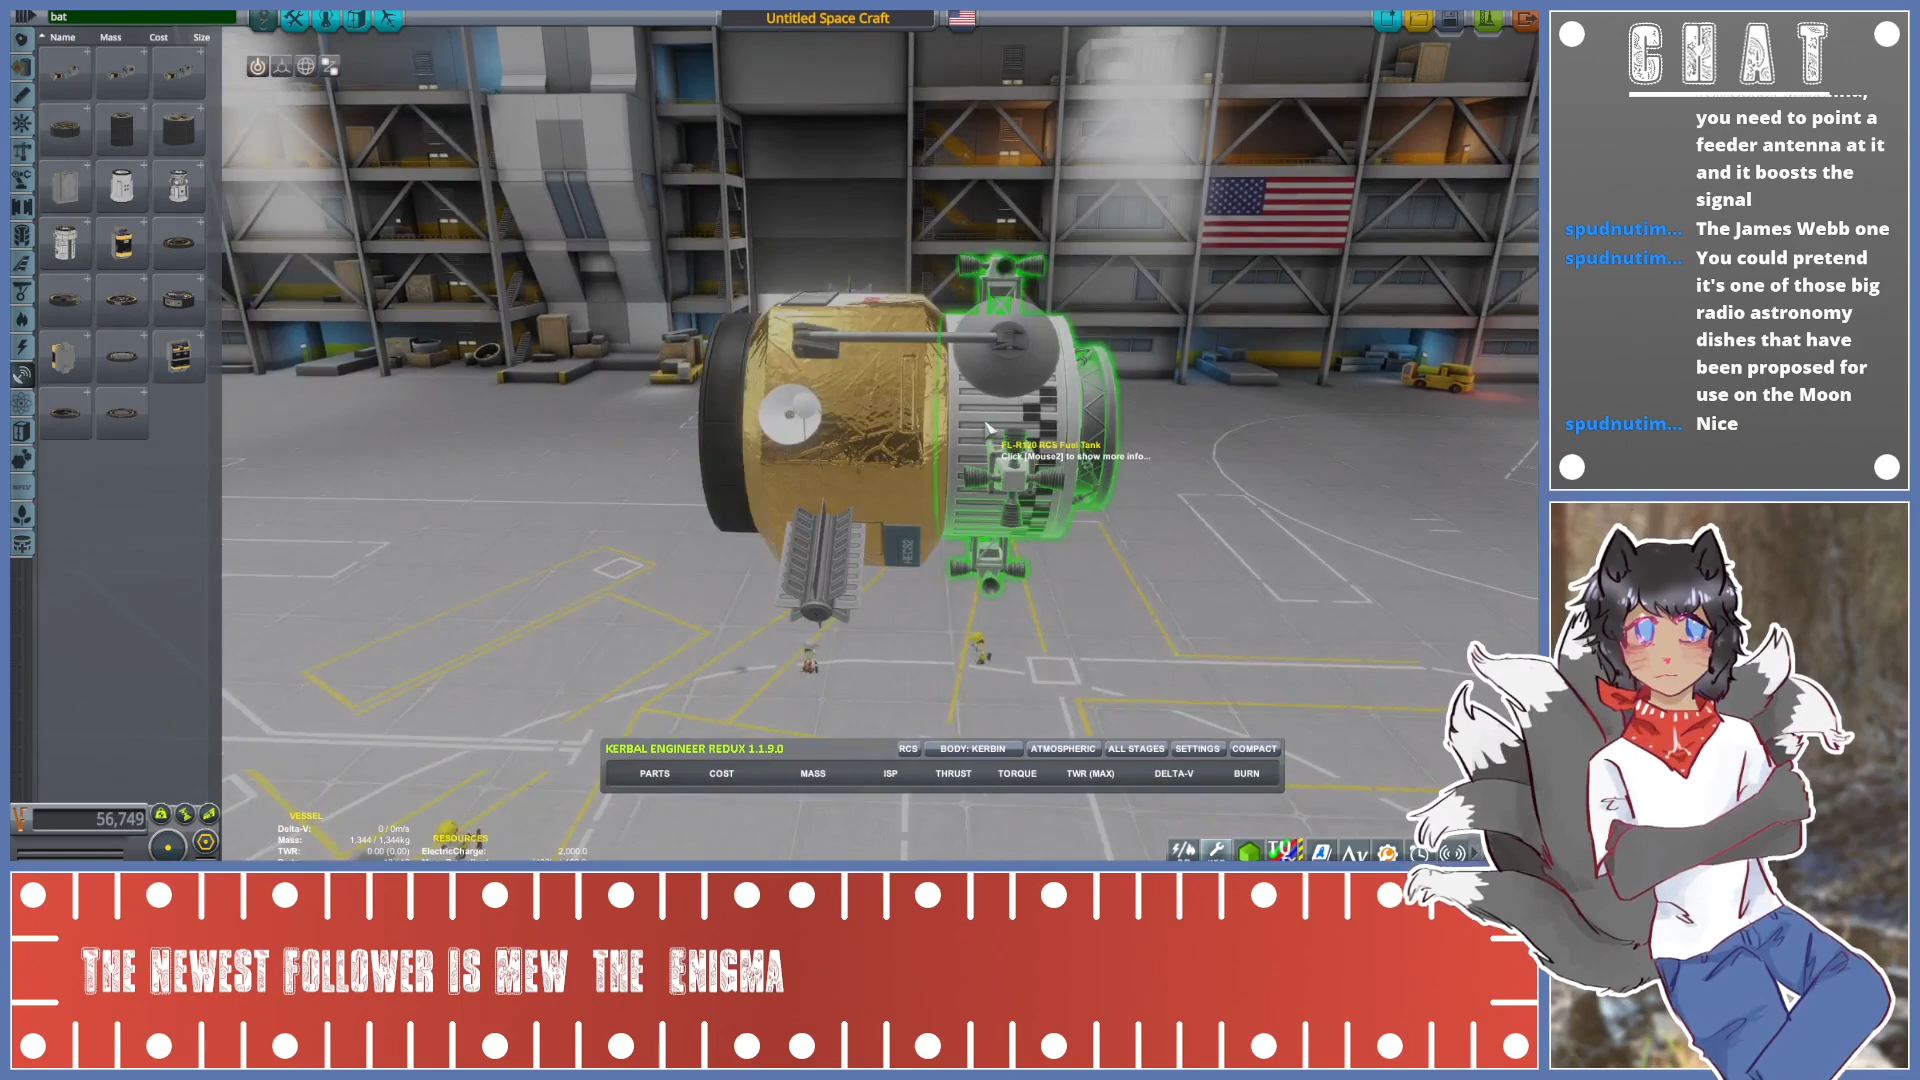 bat
Untitled Space Craft
Name Mass Cost Size
FL-R120 RCS Fuel Tank
Click [Mouse2] to show more info...
HECS2
KERBAL ENGINEER REDUX 1.1.9.0
RCS BODY: KERBIN ATMOSPHERIC ALL STAGES SETTINGS COMPACT
PARTS COST MASS ISP THRUST TORQUE TWR (MAX) DELTA-V BURN
56,749
VESSEL
Delta-V: 0 / 0m/s
Mass: 1,344 / 1,344kg
TWR: 0.00 (0.00)
RESOURCES
ElectricCharge: 2,000.0
CHAT
you need to point a
feeder antenna at it
and it boosts the
signal
spudnutim... The James Webb one
spudnutim... You could pretend
it's one of those big
radio astronomy
dishes that have
been proposed for
use on the Moon
spudnutim... Nice
The Newest Follower Is Mew the Enigma